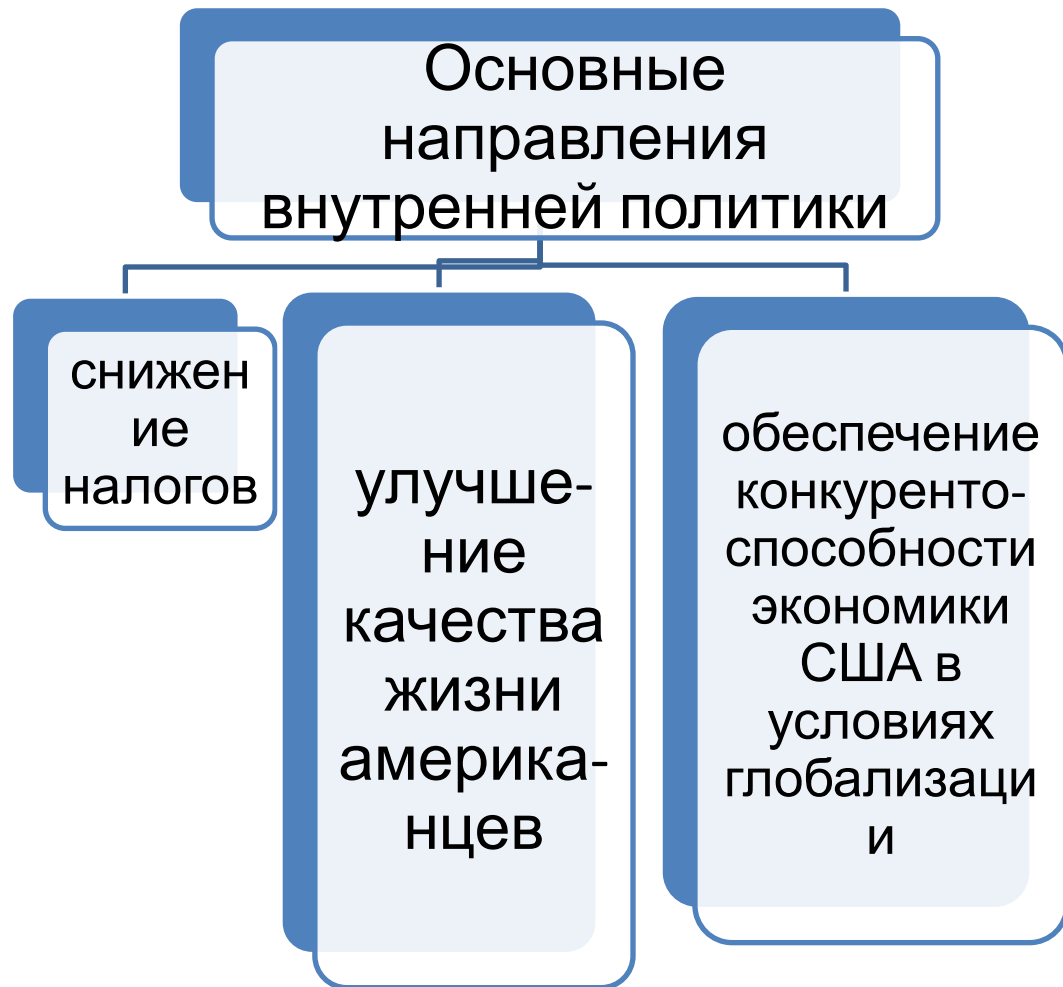 Основные
направления
внутренней политики
снижен
ие
налогов
улучше-
ние
качества
жизни
америка-
нцев
обеспечение
конкуренто-
способности
экономики
США в
условиях
глобализаци
и